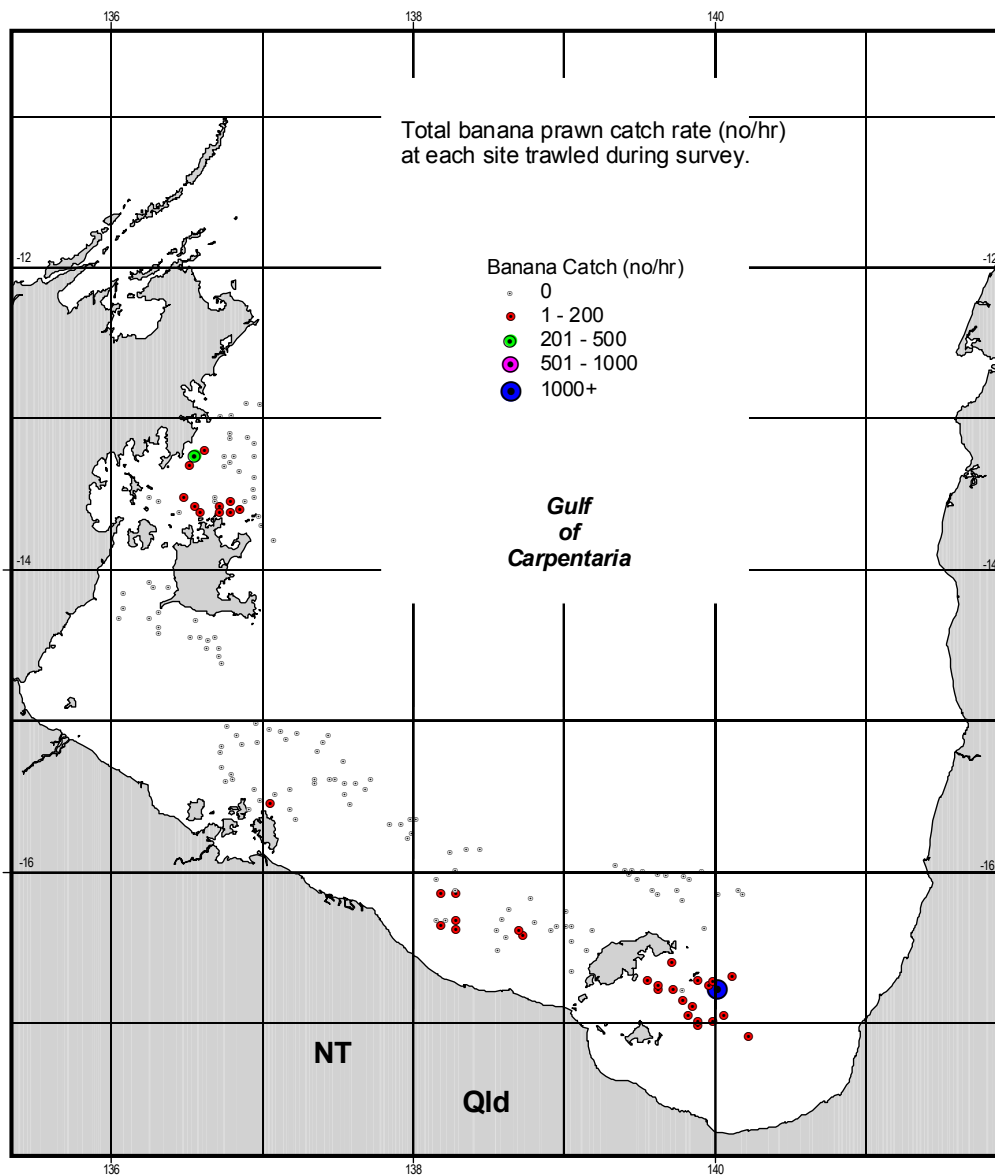 136 138 140
Total banana prawn catch rate (no/hr)
at each site trawled during survey.
-12 -12
Banana Catch (no/hr)
0
1 - 200
201 - 500
501 - 1000
1000+
Gulf
of
Carpentaria
-14 -14
-16 -16
NT
Qld
136 138 140